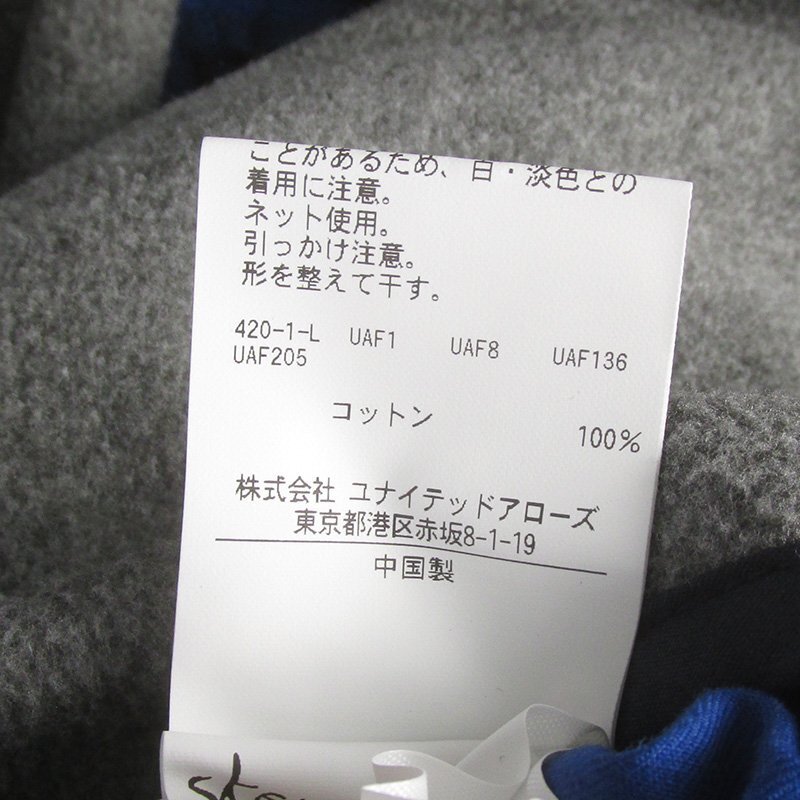 ことがあるため、白・淡色との
着用に注意。
ネット使用。
引っかけ注意。
形を整えて干す。
420-1-L UAF1 UAF8 UAF136
UAF205
コットン 100%
株式会社 ユナイテッドアローズ
東京都港区赤坂8-1-19
中国製